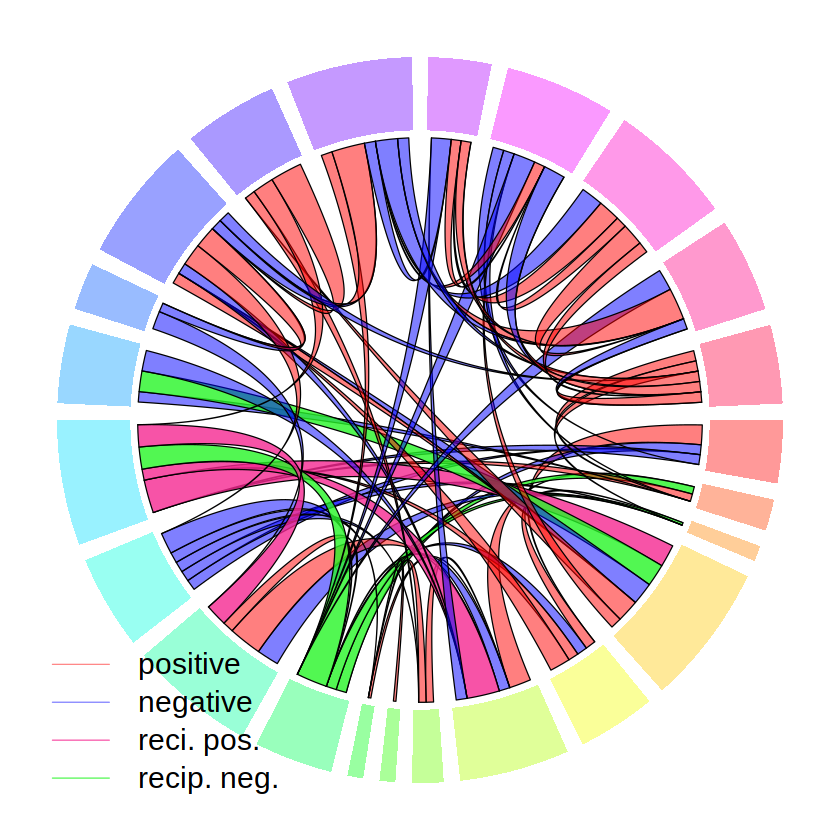 positive
negative
reci. pos.
recip. neg.